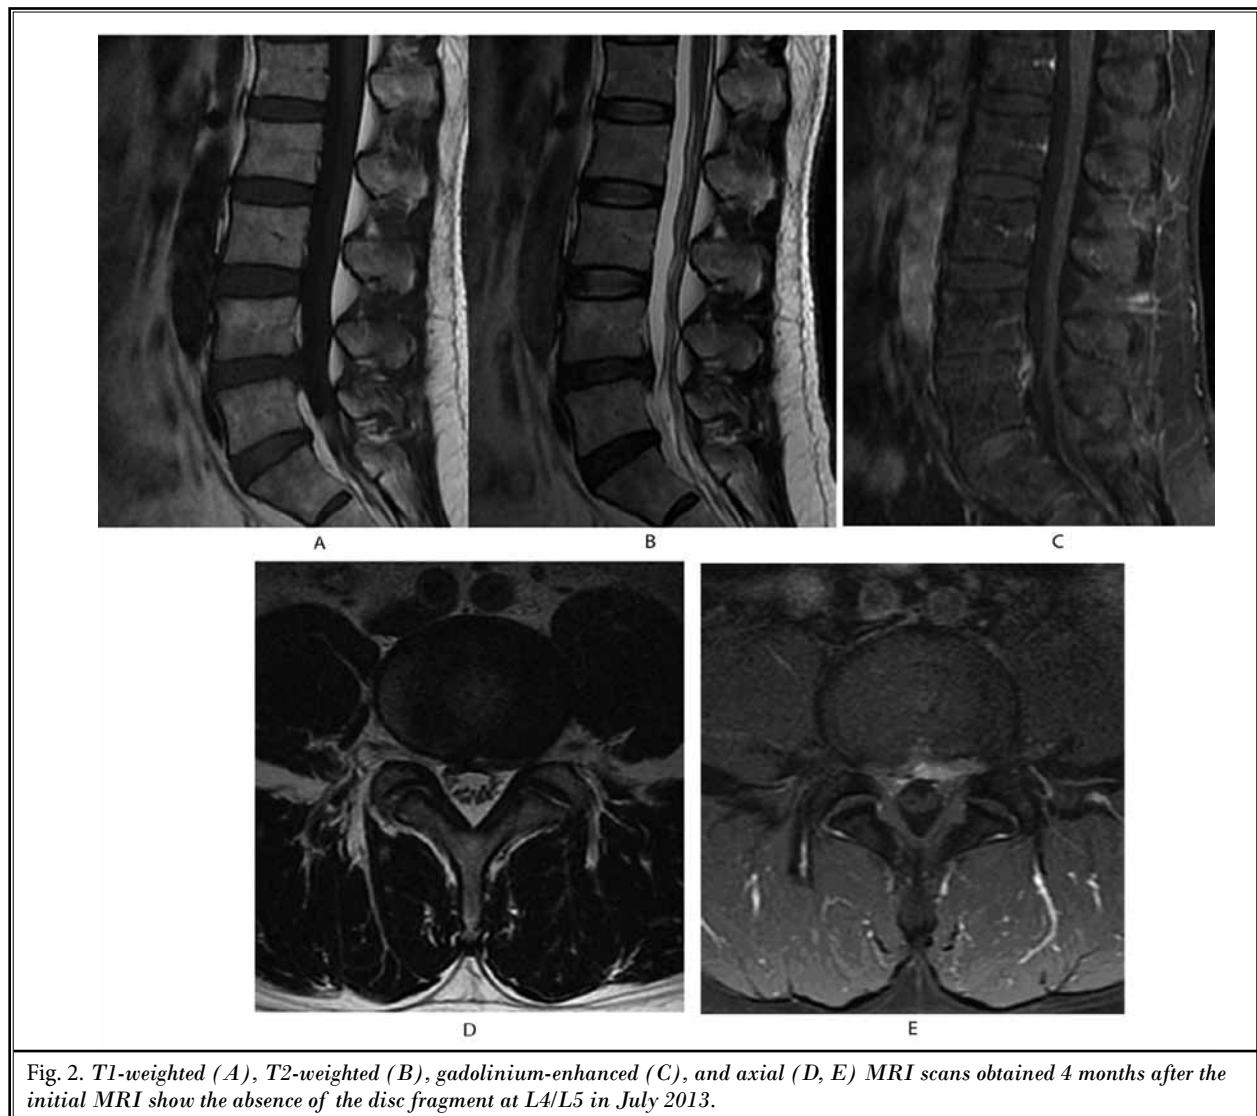 A
B
C
D
E
Fig. 2. T1-weighted (A), T2-weighted (B), gadolinium-enhanced (C), and axial (D, E) MRI scans obtained 4 months after the
initial MRI show the absence of the disc fragment at L4/L5 in July 2013.